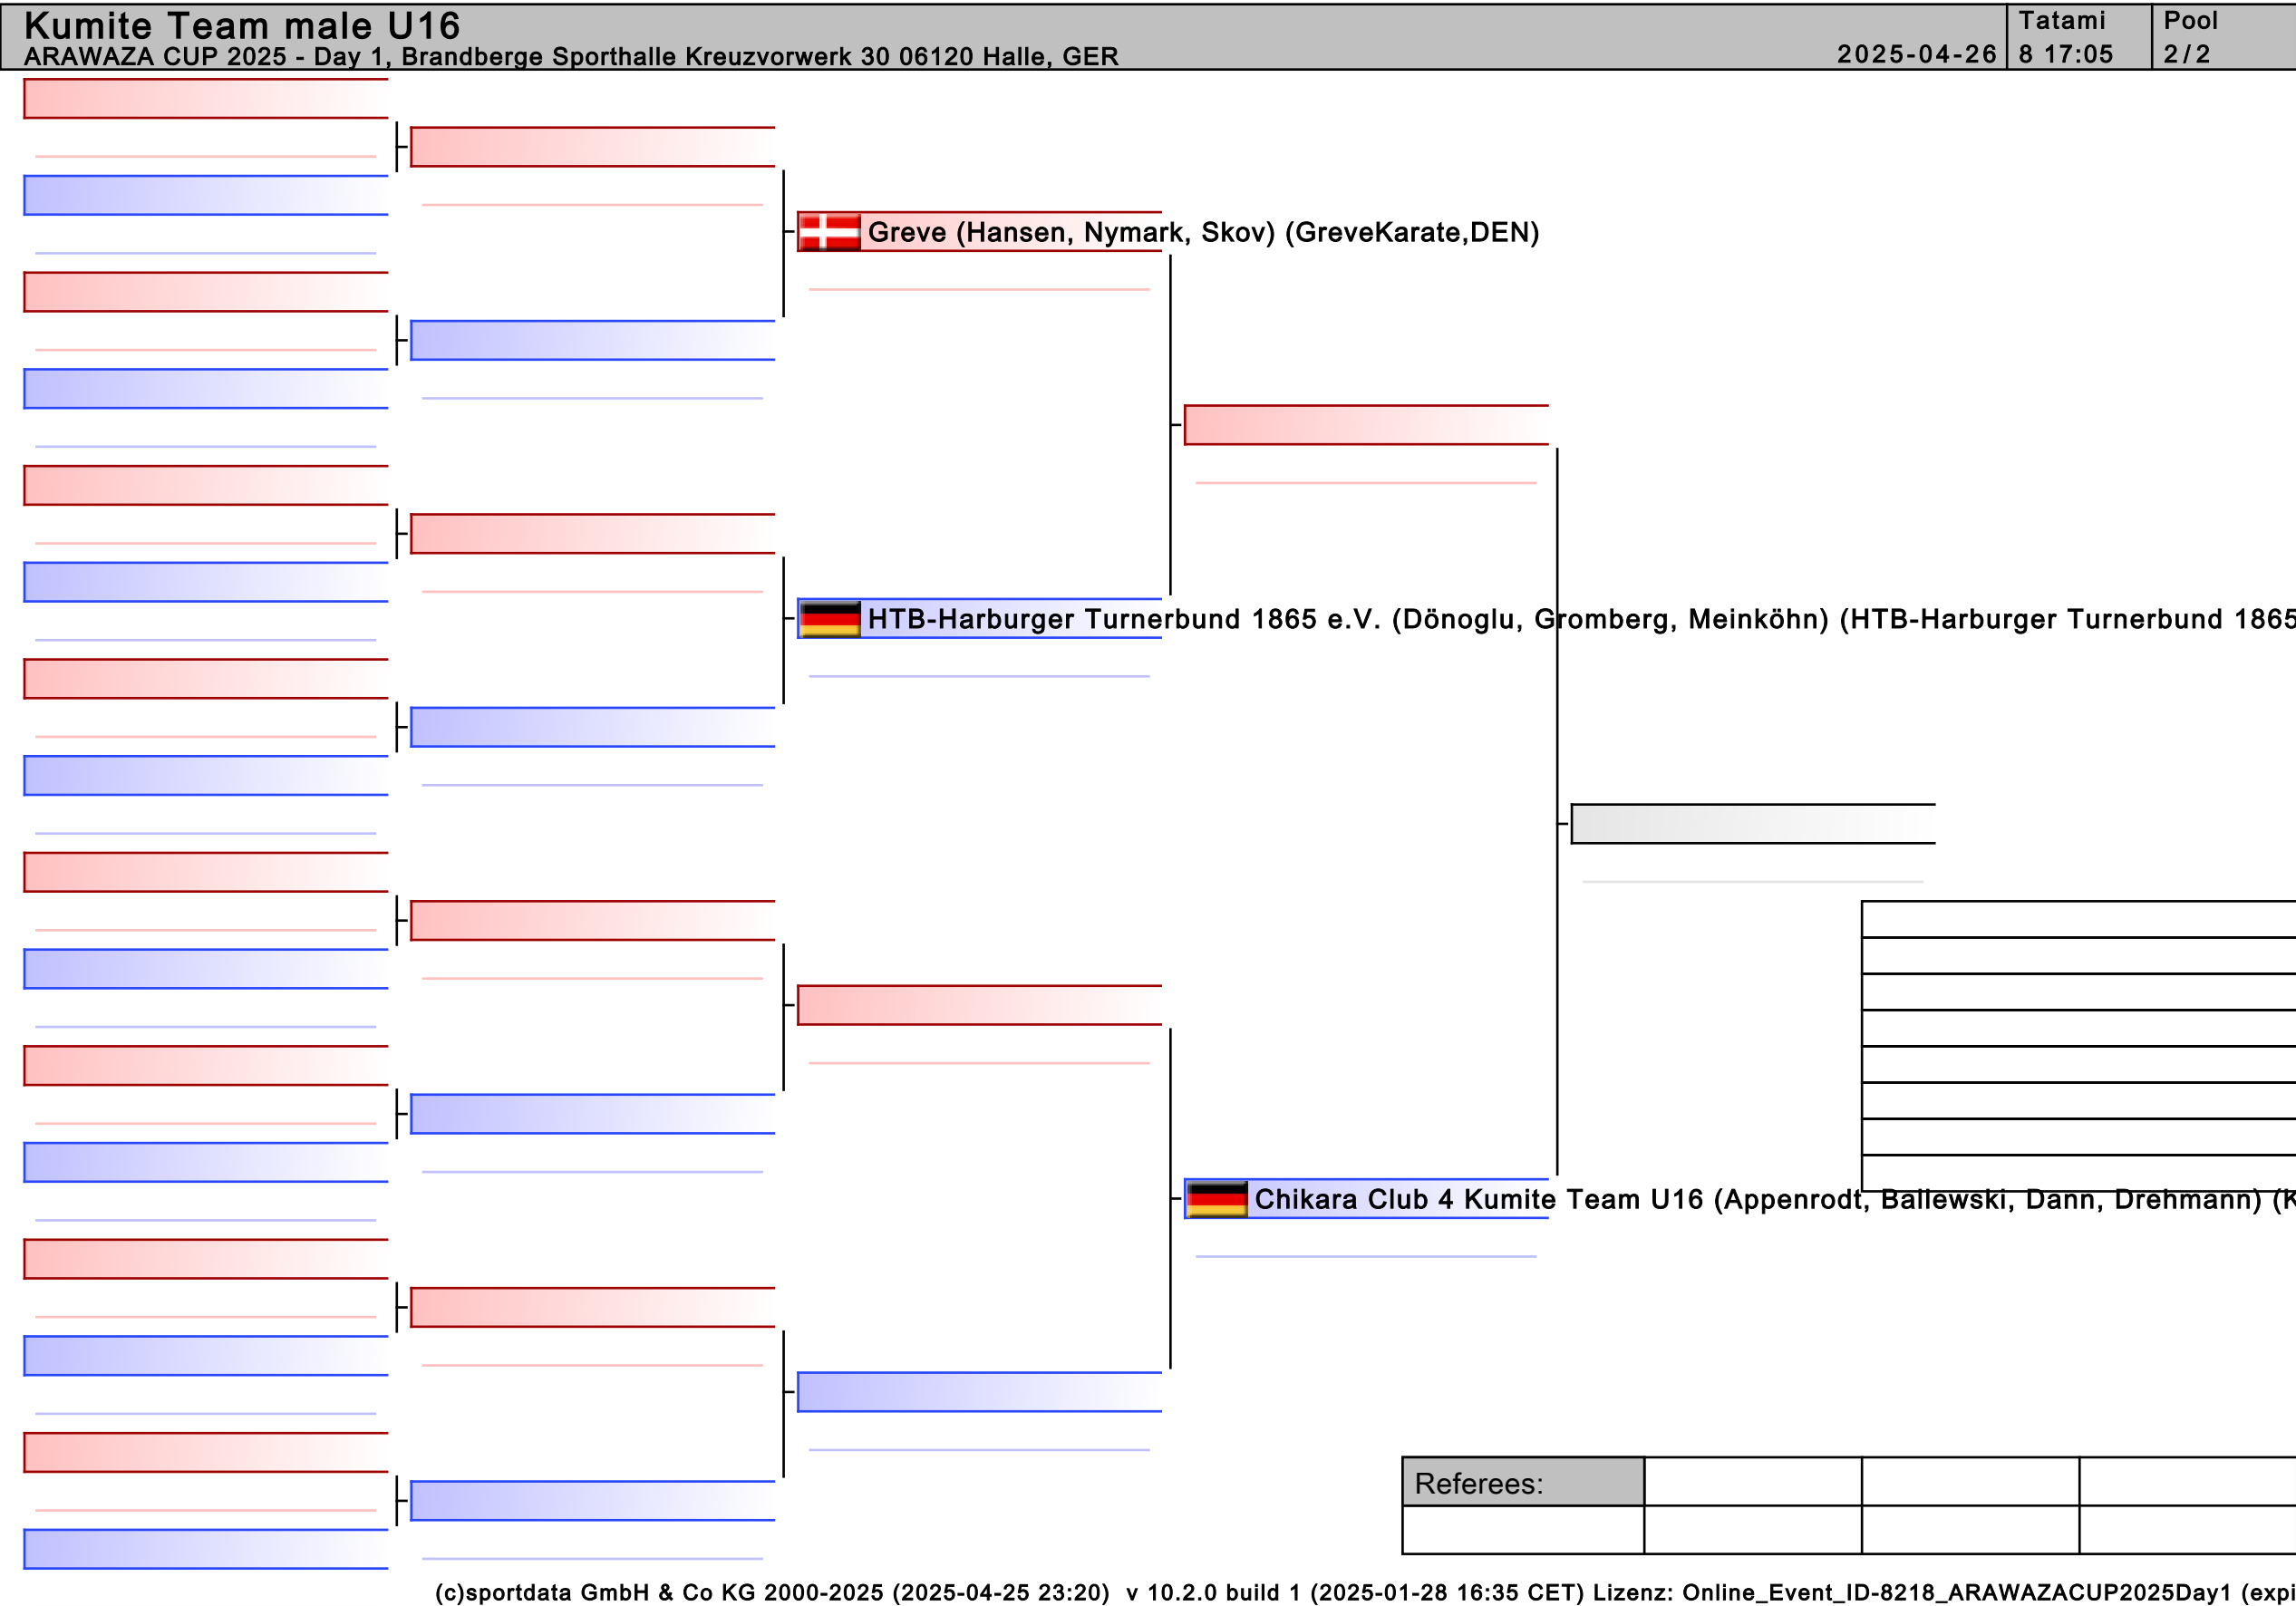 Kumite Team male U16
ARAWAZA CUP 2025 - Day 1, Brandberge Sporthalle Kreuzvorwerk 30 06120 Halle, GER
2025-04-26
Tatami
8 17:05
Pool
2/2
Greve (Hansen, Nymark, Skov) (GreveKarate,DEN)
HTB-Harburger Turnerbund 1865 e.V. (Dönoglu, Gromberg, Meinköhn) (HTB-Harburger Turnerbund 1865
Chikara Club 4 Kumite Team U16 (Appenrodt, Ballewski, Dann, Drehmann) (K
Referees:
(c)sportdata GmbH & Co KG 2000-2025 (2025-04-25 23:20) v 10.2.0 build 1 (2025-01-28 16:35 CET) Lizenz: Online_Event_ID-8218_ARAWAZACUP2025Day1 (expi